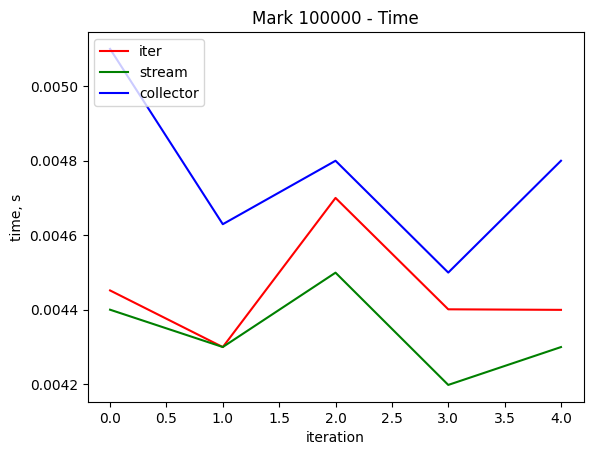 Mark 100000 - Time
iter
stream
collector
time, s
0.0050
0.0048
0.0046
0.0044
0.0042
0.0 0.5 1.0 1.5 2.0 2.5 3.0 3.5 4.0
iteration